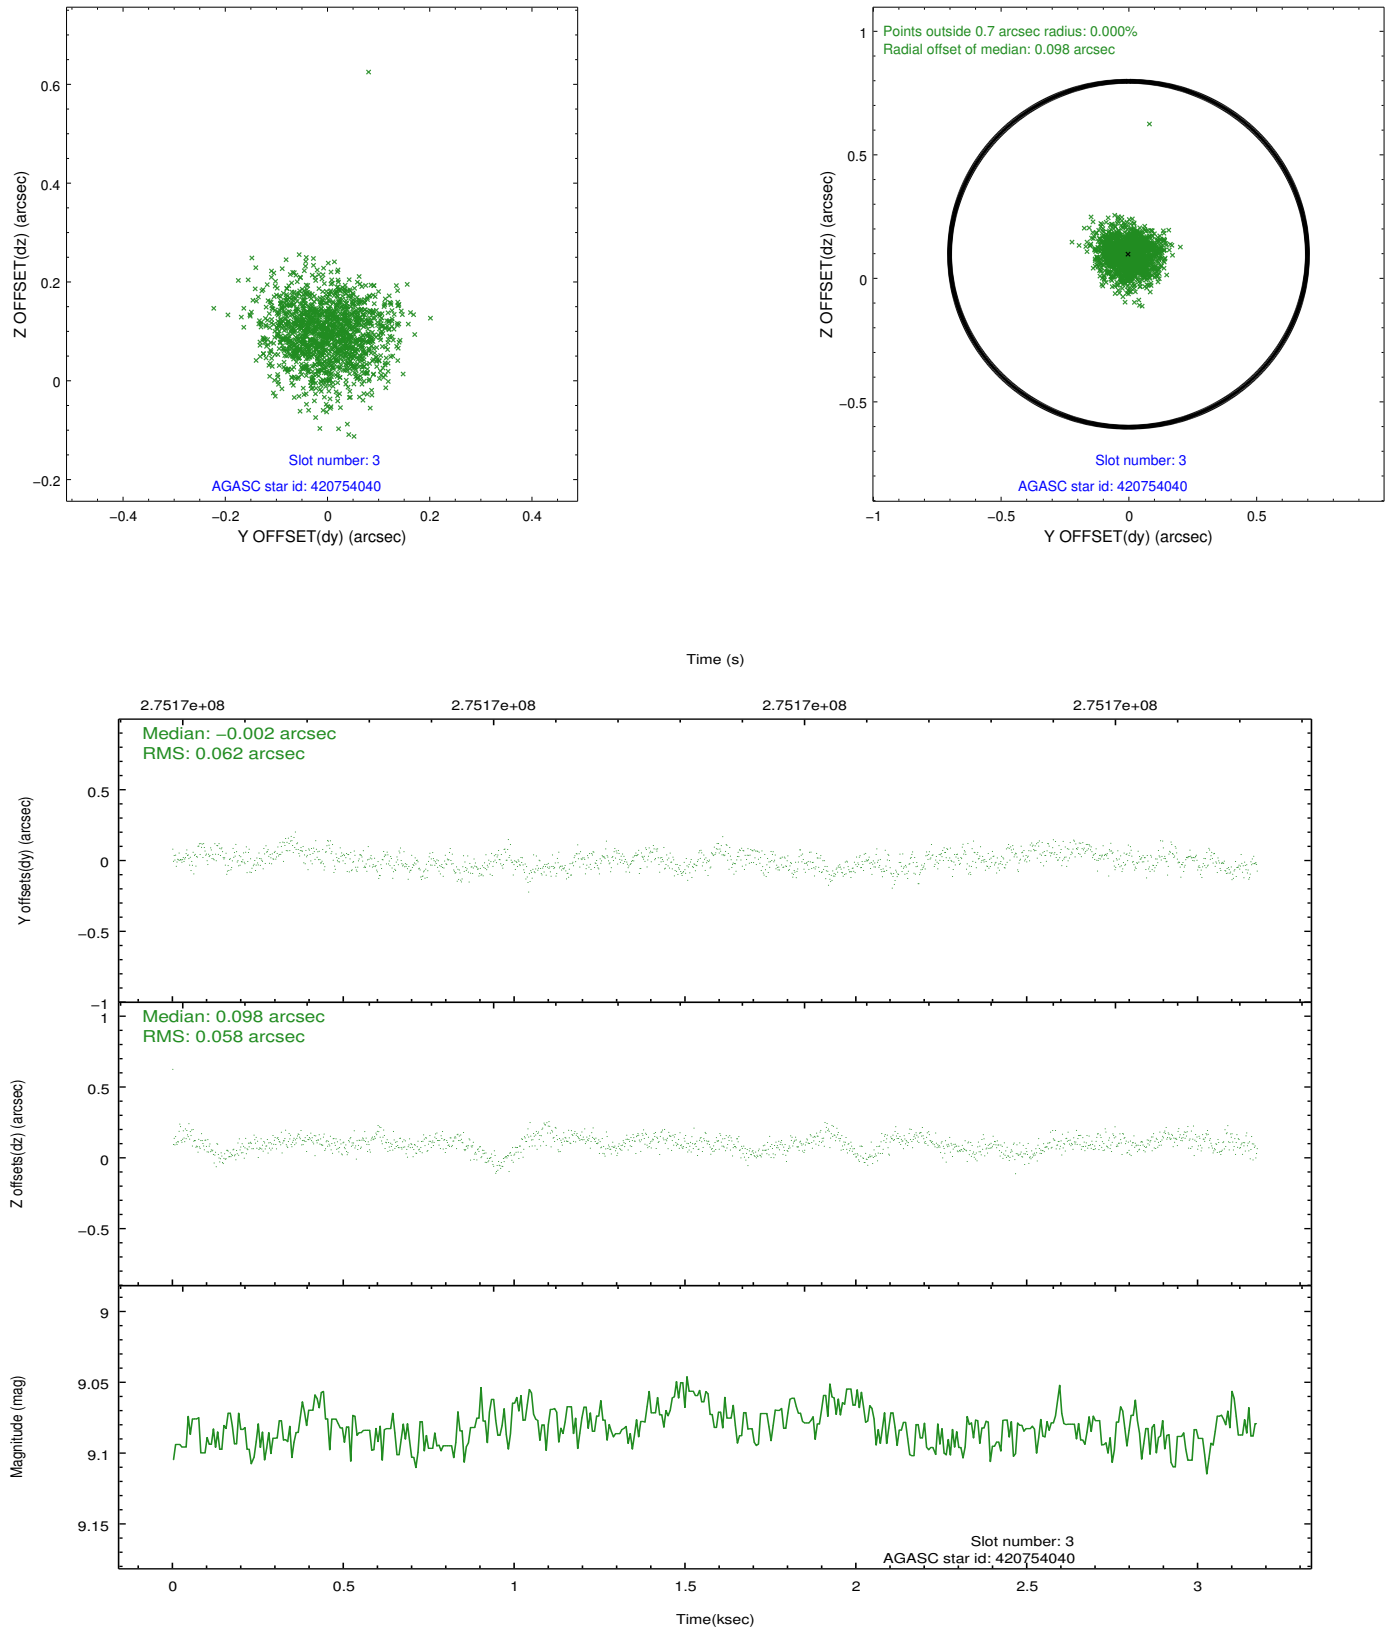 0.6
0.4
0.2
0
−0.2
−0.4
−0.2
0
0.2
0.4
Z OFFSET(dz) (arcsec)
Y OFFSET(dy) (arcsec)
Slot number: 3
AGASC star id: 420754040
Points outside 0.7 arcsec radius: 0.000%
Radial offset of median: 0.098 arcsec
1
0.5
0
−0.5
−1
−0.5
0
0.5
Z OFFSET(dz) (arcsec)
Y OFFSET(dy) (arcsec)
Slot number: 3
AGASC star id: 420754040
Time (s)
2.7517e+08
2.7517e+08
2.7517e+08
2.7517e+08
Median: −0.002 arcsec
RMS: 0.062 arcsec
0.5
0
−0.5
−1
Y offsets(dy) (arcsec)
Median: 0.098 arcsec
RMS: 0.058 arcsec
1
0.5
0
−0.5
Z offsets(dz) (arcsec)
9
9.05
9.1
9.15
Magnitude (mag)
Slot number: 3
AGASC star id: 420754040
0
0.5
1
1.5
2
2.5
3
Time(ksec)